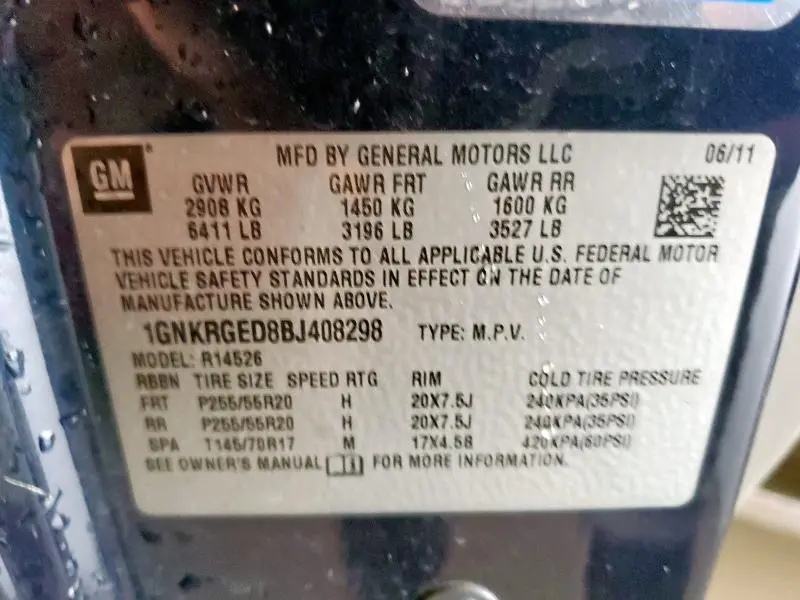 GM MFD BY GENERAL MOTORS LLC 06/11
GVWR GAWR FRT GAWR RR
2908 KG 1450 KG 1600 KG
6411 LB 3196 LB 3527 LB
THIS VEHICLE CONFORMS TO ALL APPLICABLE U.S. FEDERAL MOTOR
VEHICLE SAFETY STANDARDS IN EFFECT ON THE DATE OF
MANUFACTURE SHOWN ABOVE.
1GNKRGED8BJ408298 TYPE: M.P.V.
MODEL: R14526
RBBN TIRE SIZE SPEED RTG RIM COLD TIRE PRESSURE
FRT P255/55R20 H 20X7.5J 240KPA(35PSI)
RR P255/55R20 H 20X7.5J 240KPA(35PSI)
SPA T145/70R17 M 17X4.5B 420KPA(60PSI)
SEE OWNER'S MANUAL FOR MORE INFORMATION.